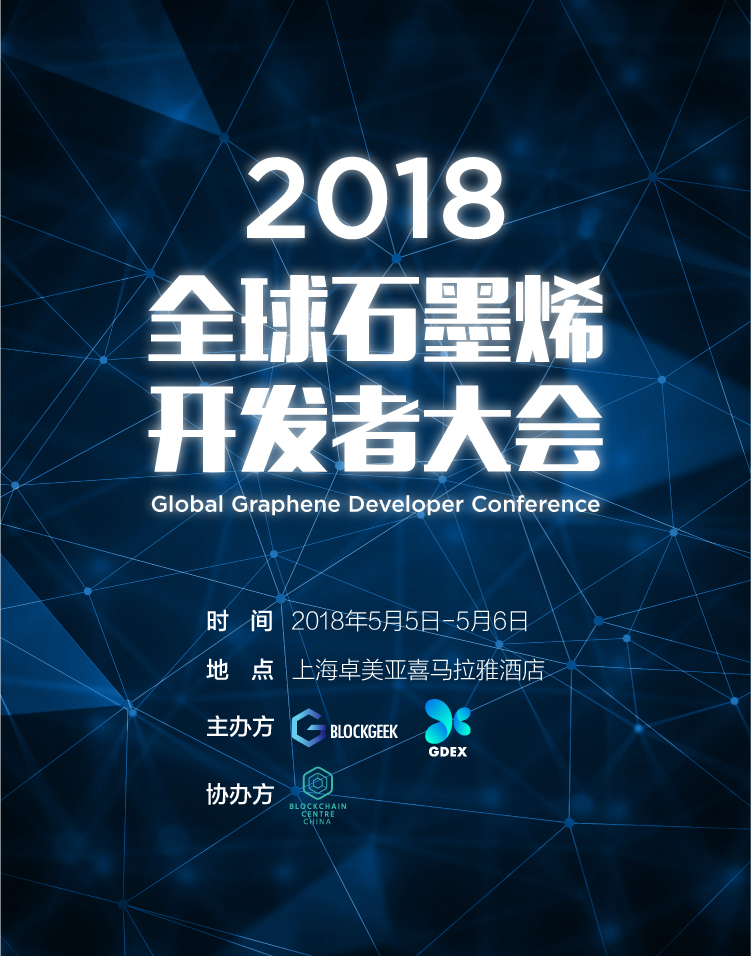 2018
全球石墨烯
开发者大会
Global Graphene Developer Conference
时 间 2018年5月5日-5月6日
地 点 上海卓美亚喜马拉雅酒店
主办方 BLOCKGEEK GDEX
协办方 BLOCKCHAIN
CENTRE
CHINA